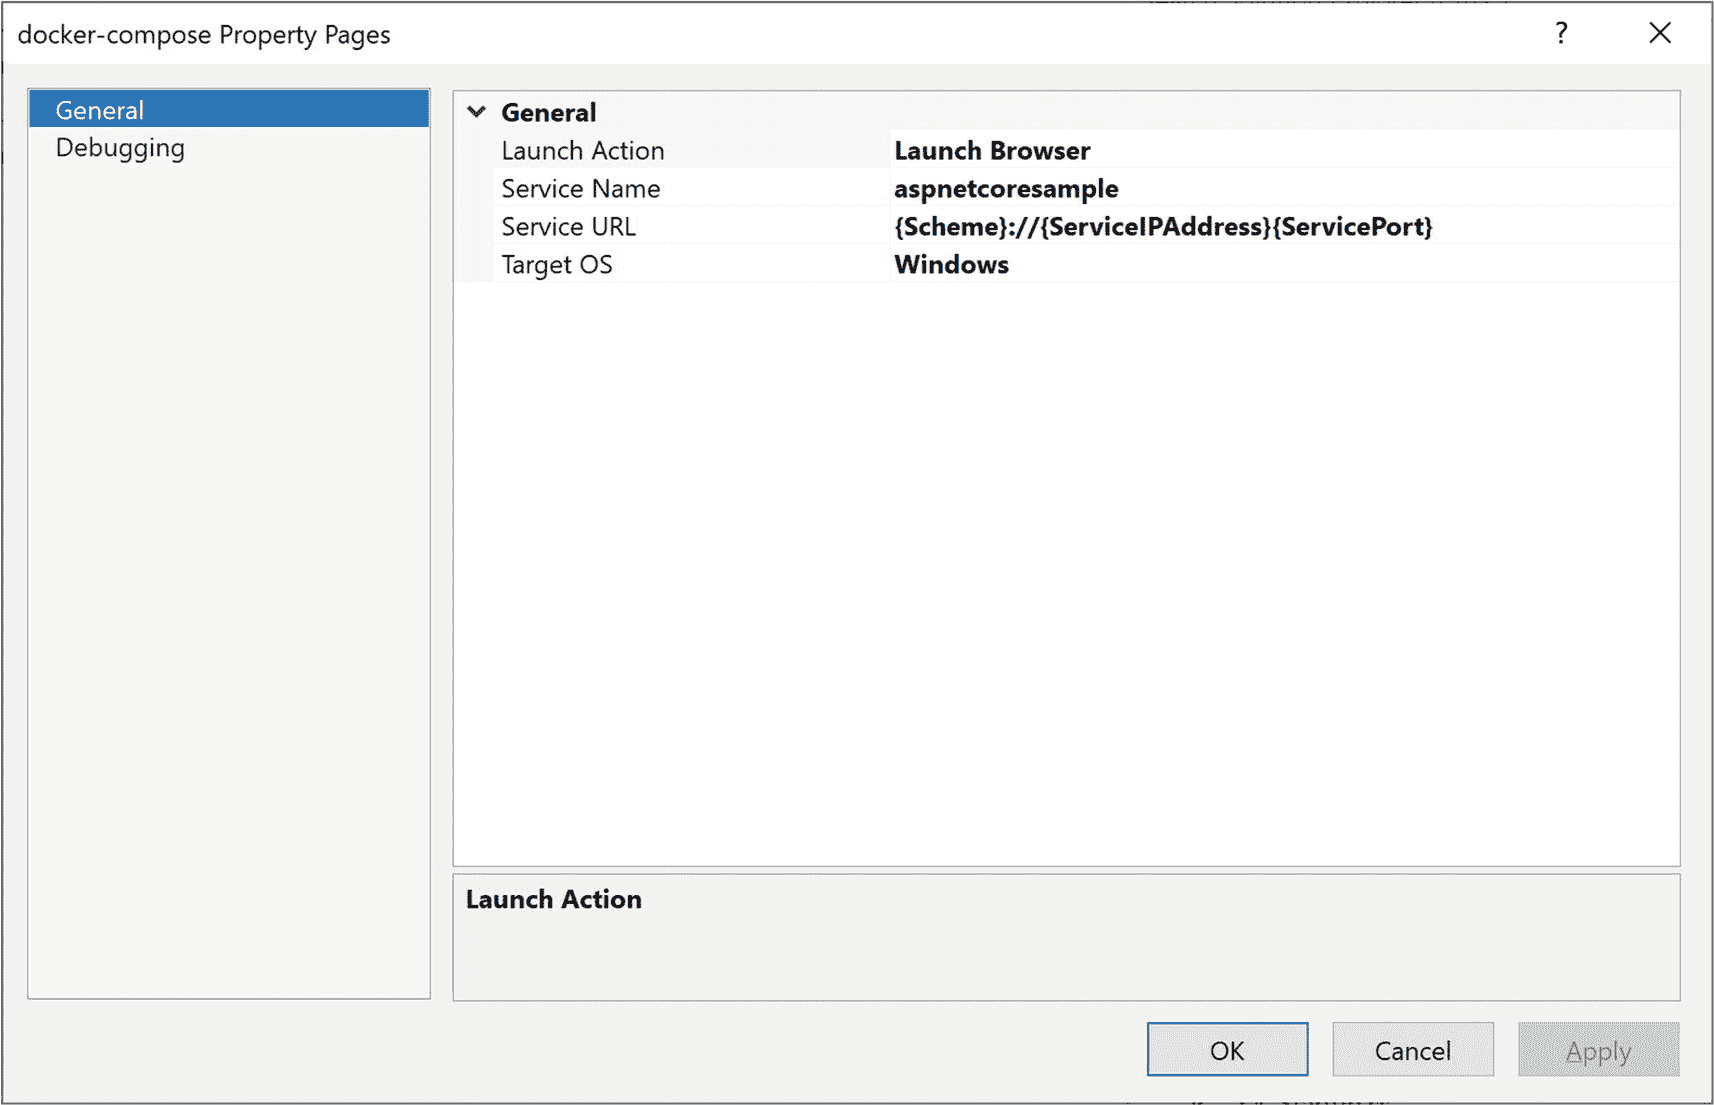 docker-compose Property Pages
?
General
Debugging
General
Launch Action Launch Browser
Service Name aspnetcoresample
Service URL {Scheme}://{ServiceIPAddress}{ServicePort}
Target OS Windows
Launch Action
OK Cancel Apply